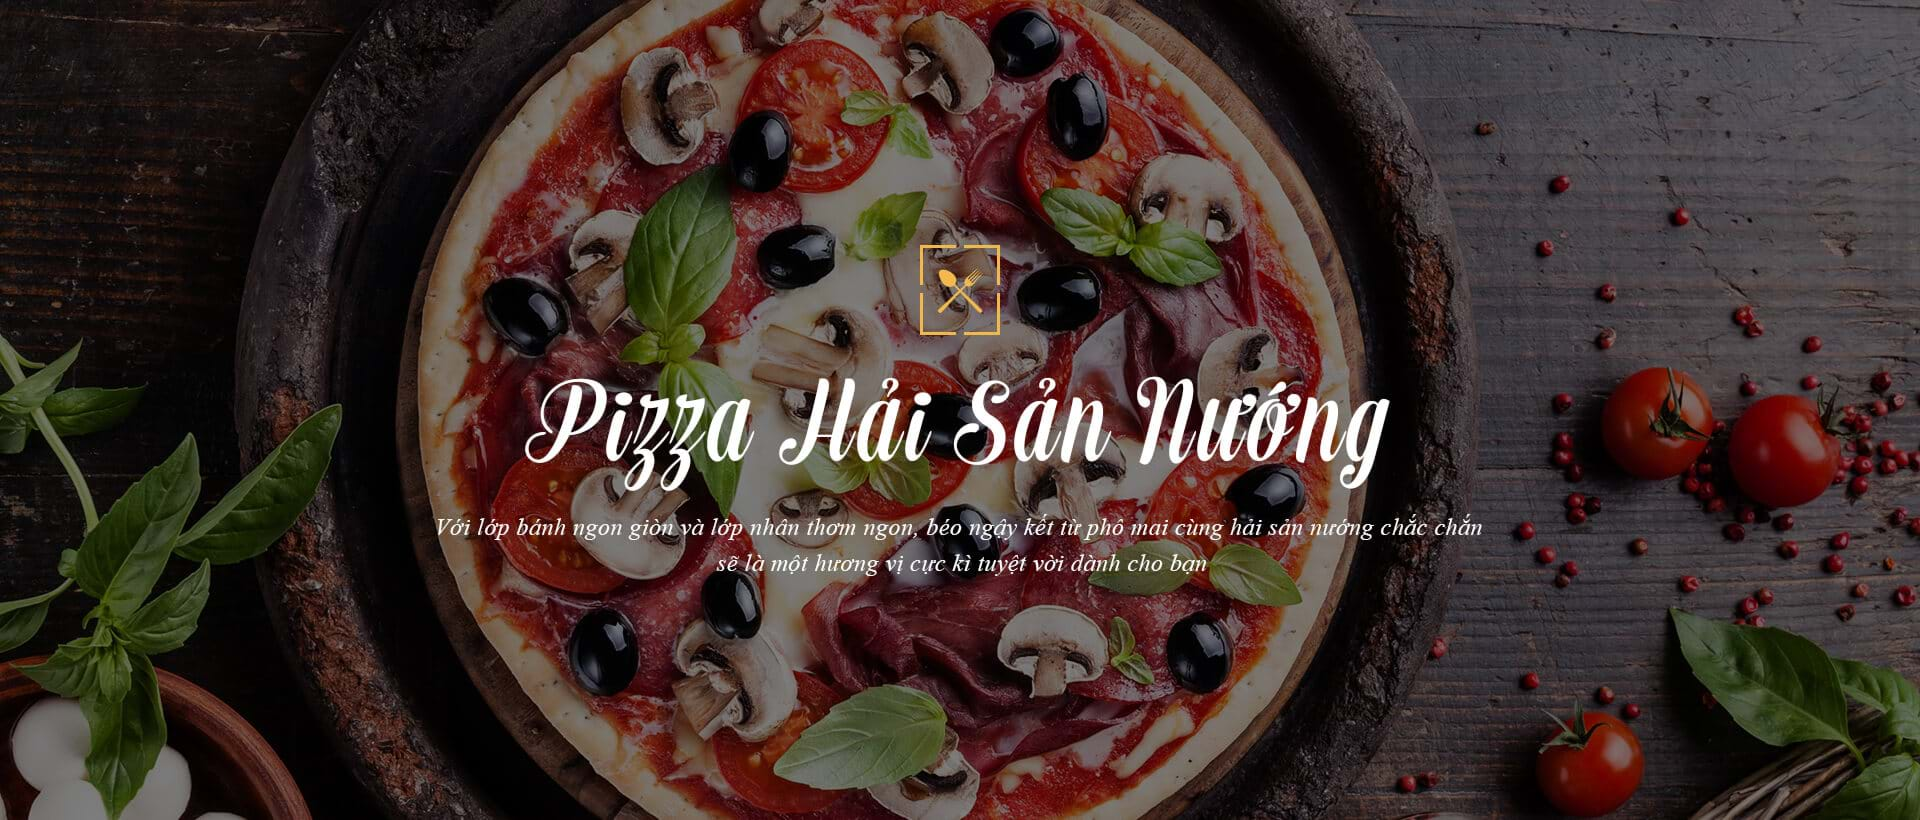 Pizza Hải Sản Nướng
Với lớp bánh ngon giòn và lớp nhân thơm ngon, béo ngậy kết từ phô mai cùng hải sản nướng chắc chắn
sẽ là một hương vị cực kì tuyệt vời dành cho bạn